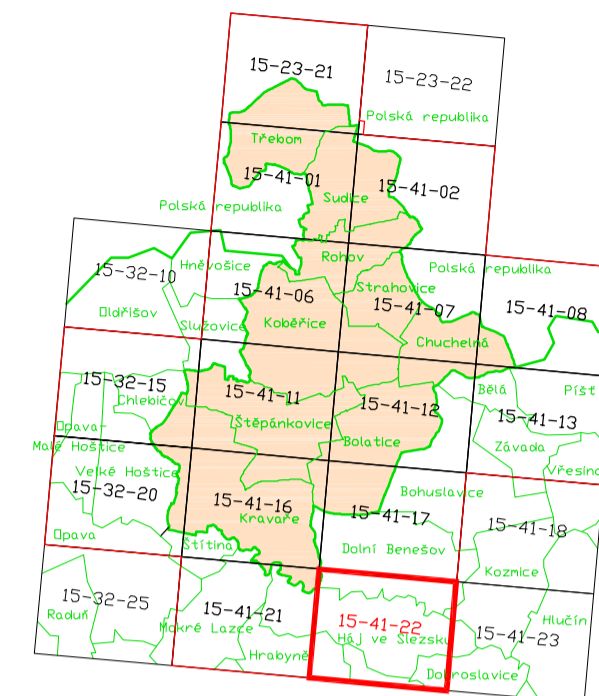 15-23-21
15-23-22
Polská republika
Třebom
15-41-01
15-41-02
Sudice
Polská republika
Rohov
Hněvošice
Polská republika
15-32-10
Strahovice
15-41-06
15-41-07
15-41-08
Oldřišov
Služovice
Kobeřice
Chuchelná
15-32-15
15-41-11
Bělá
Píšť
Chlebičov
15-41-12
15-41-13
Opava-
Malé Hoštice
Štěpánkovice
Bolatice
Závada
Velké Hoštice
Vřesina
15-32-20
Bohuslavice
15-41-16
15-41-17
Kravaře
15-41-18
Opava
Štítina
Dolní Benešov
Kozmice
15-32-25
Raduň
15-41-21
15-41-22
Hlučín
Mokré Lazce
Háj ve Slezsku
15-41-23
Hrabyně
Dobroslavice